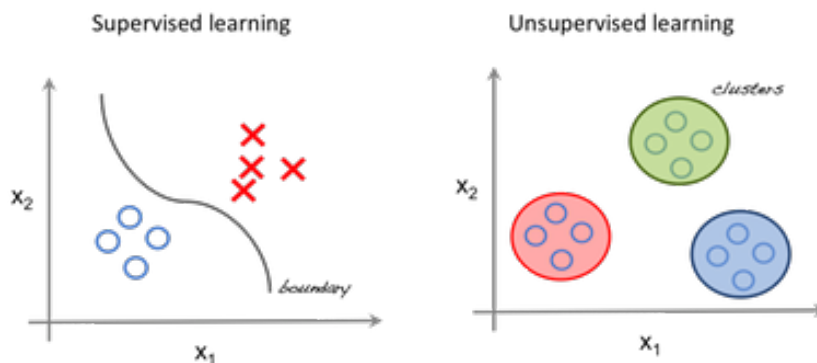 Supervised learning
x2
boundary
x1
Unsupervised learning
clusters
x2
x1